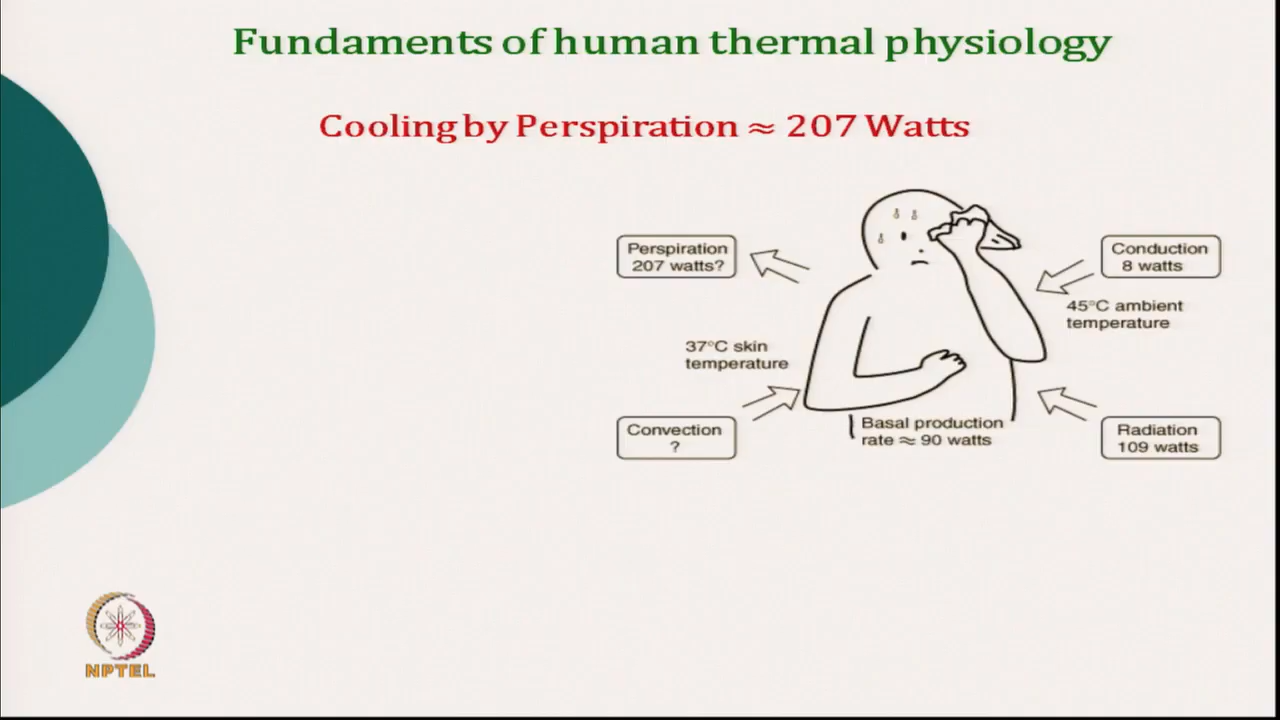 Fundaments of human thermal physiology
Cooling by Perspiration ≈ 207 Watts
Perspiration
207 watts?
Conduction
8 watts
45°C ambient
temperature
37°C skin
temperature
Convection
?
Basal production
rate ≈ 90 watts
Radiation
109 watts
NPTEL